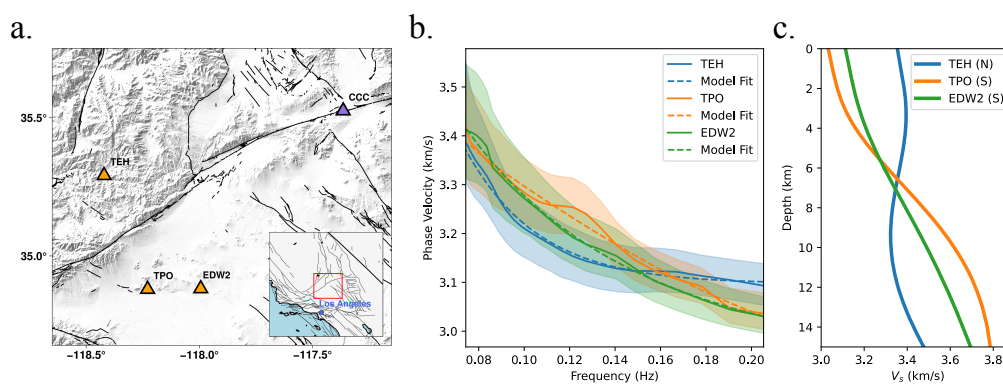 a.
b.
c.
CCC
TEH
TPO
EDW2
Los Angeles
35.5°
35.0°
−118.5°
−118.0°
−117.5°
TEH
Model Fit
TPO
Model Fit
EDW2
Model Fit
Phase Velocity (km/s)
3.5
3.4
3.3
3.2
3.1
3.0
0.08
0.10
0.12
0.14
0.16
0.18
0.20
Frequency (Hz)
TEH (N)
TPO (S)
EDW2 (S)
Depth (km)
0
2
4
6
8
10
12
14
3.0
3.2
3.4
3.6
3.8
Vs (km/s)